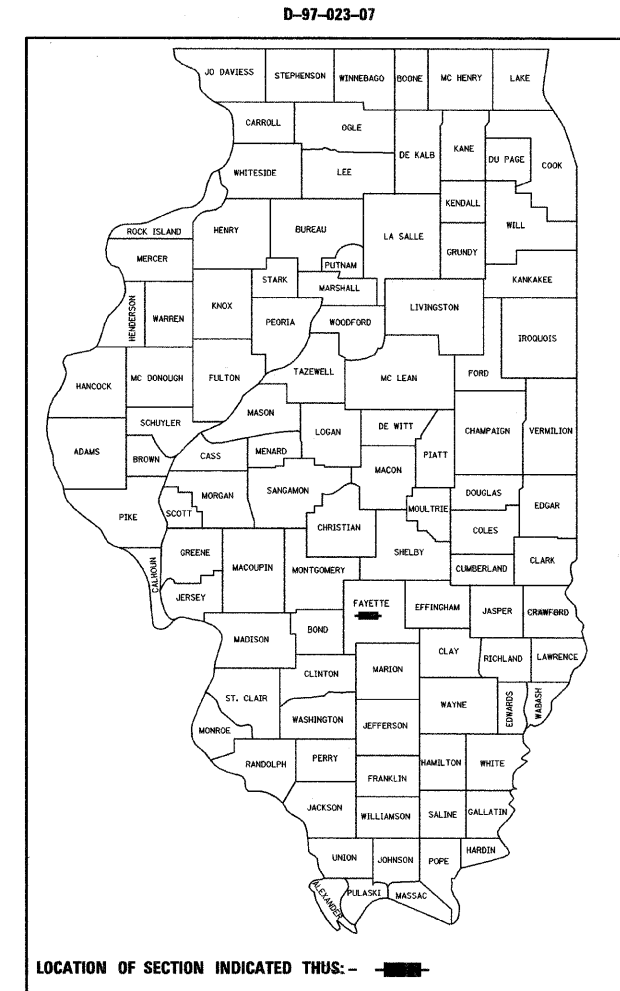 D-97-023-07
JO DAVIESS
STEPHENSON
WINNEBAGO
BOONE
MC HENRY
LAKE
CARROLL
OGLE
DE KALB
KANE
DU PAGE
COOK
WHITESIDE
LEE
KENDALL
WILL
ROCK ISLAND
HENRY
BUREAU
LA SALLE
GRUNDY
MERCER
PUTNAM
KANKAKEE
STARK
MARSHALL
HENDERSON
WARREN
KNOX
PEORIA
WOODFORD
LIVINGSTON
IROQUOIS
HANCOCK
MC DONOUGH
FULTON
TAZEWELL
MC LEAN
FORD
MASON
SCHUYLER
LOGAN
DE WITT
CHAMPAIGN
VERMILION
ADAMS
BROWN
CASS
MENARD
PIATT
MACON
MORGAN
SANGAMON
DOUGLAS
EDGAR
PIKE
SCOTT
CHRISTIAN
MOULTRIE
COLES
GREENE
CALHOUN
MACOUPIN
MONTGOMERY
SHELBY
CUMBERLAND
CLARK
JERSEY
FAYETTE
EFFINGHAM
JASPER
CRAWFORD
MADISON
BOND
CLAY
RICHLAND
LAWRENCE
CLINTON
MARION
ST. CLAIR
WAYNE
EDWARDS
WABASH
WASHINGTON
JEFFERSON
MONROE
RANDOLPH
PERRY
HAMILTON
WHITE
FRANKLIN
JACKSON
WILLIAMSON
SALINE
GALLATIN
UNION
JOHNSON
POPE
HARDIN
ALEXANDER
PULASKI
MASSAC
LOCATION OF SECTION INDICATED THUS: -